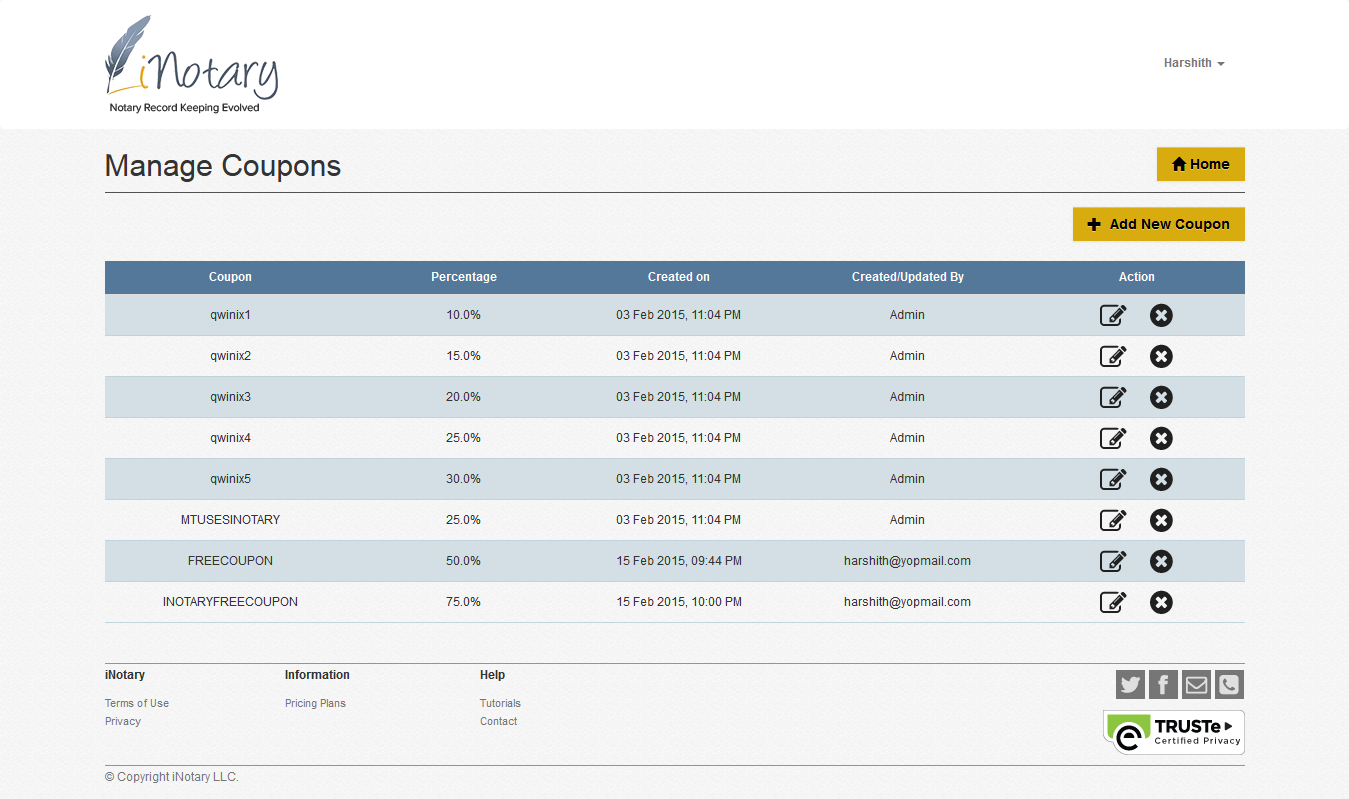 iNotary
Notary Record Keeping Evolved
Harshith
Manage Coupons
Home
Add New Coupon
Coupon Percentage Created on Created/Updated By Action
qwinix1 10.0% 03 Feb 2015, 11:04 PM Admin
qwinix2 15.0% 03 Feb 2015, 11:04 PM Admin
qwinix3 20.0% 03 Feb 2015, 11:04 PM Admin
qwinix4 25.0% 03 Feb 2015, 11:04 PM Admin
qwinix5 30.0% 03 Feb 2015, 11:04 PM Admin
MTUSESINOTARY 25.0% 03 Feb 2015, 11:04 PM Admin
FREECOUPON 50.0% 15 Feb 2015, 09:44 PM harshith@yopmail.com
INOTARYFREECOUPON 75.0% 15 Feb 2015, 10:00 PM harshith@yopmail.com
iNotary Information Help
Terms of Use Pricing Plans Tutorials
Privacy Contact
TRUSTe
Certified Privacy
© Copyright iNotary LLC.